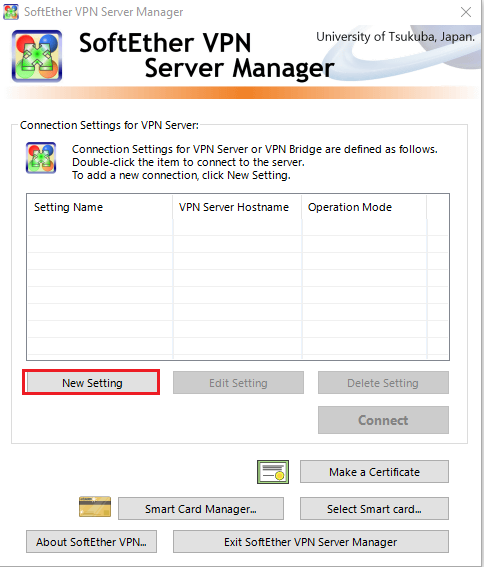 SoftEther VPN Server Manager
SoftEther VPN
Server Manager
University of Tsukuba, Japan.
Connection Settings for VPN Server:
Connection Settings for VPN Server or VPN Bridge are defined as follows.
Double-click the item to connect to the server.
To add a new connection, click New Setting.
Setting Name VPN Server Hostname Operation Mode
New Setting Edit Setting Delete Setting
Connect
Make a Certificate
Smart Card Manager... Select Smart card...
About SoftEther VPN... Exit SoftEther VPN Server Manager